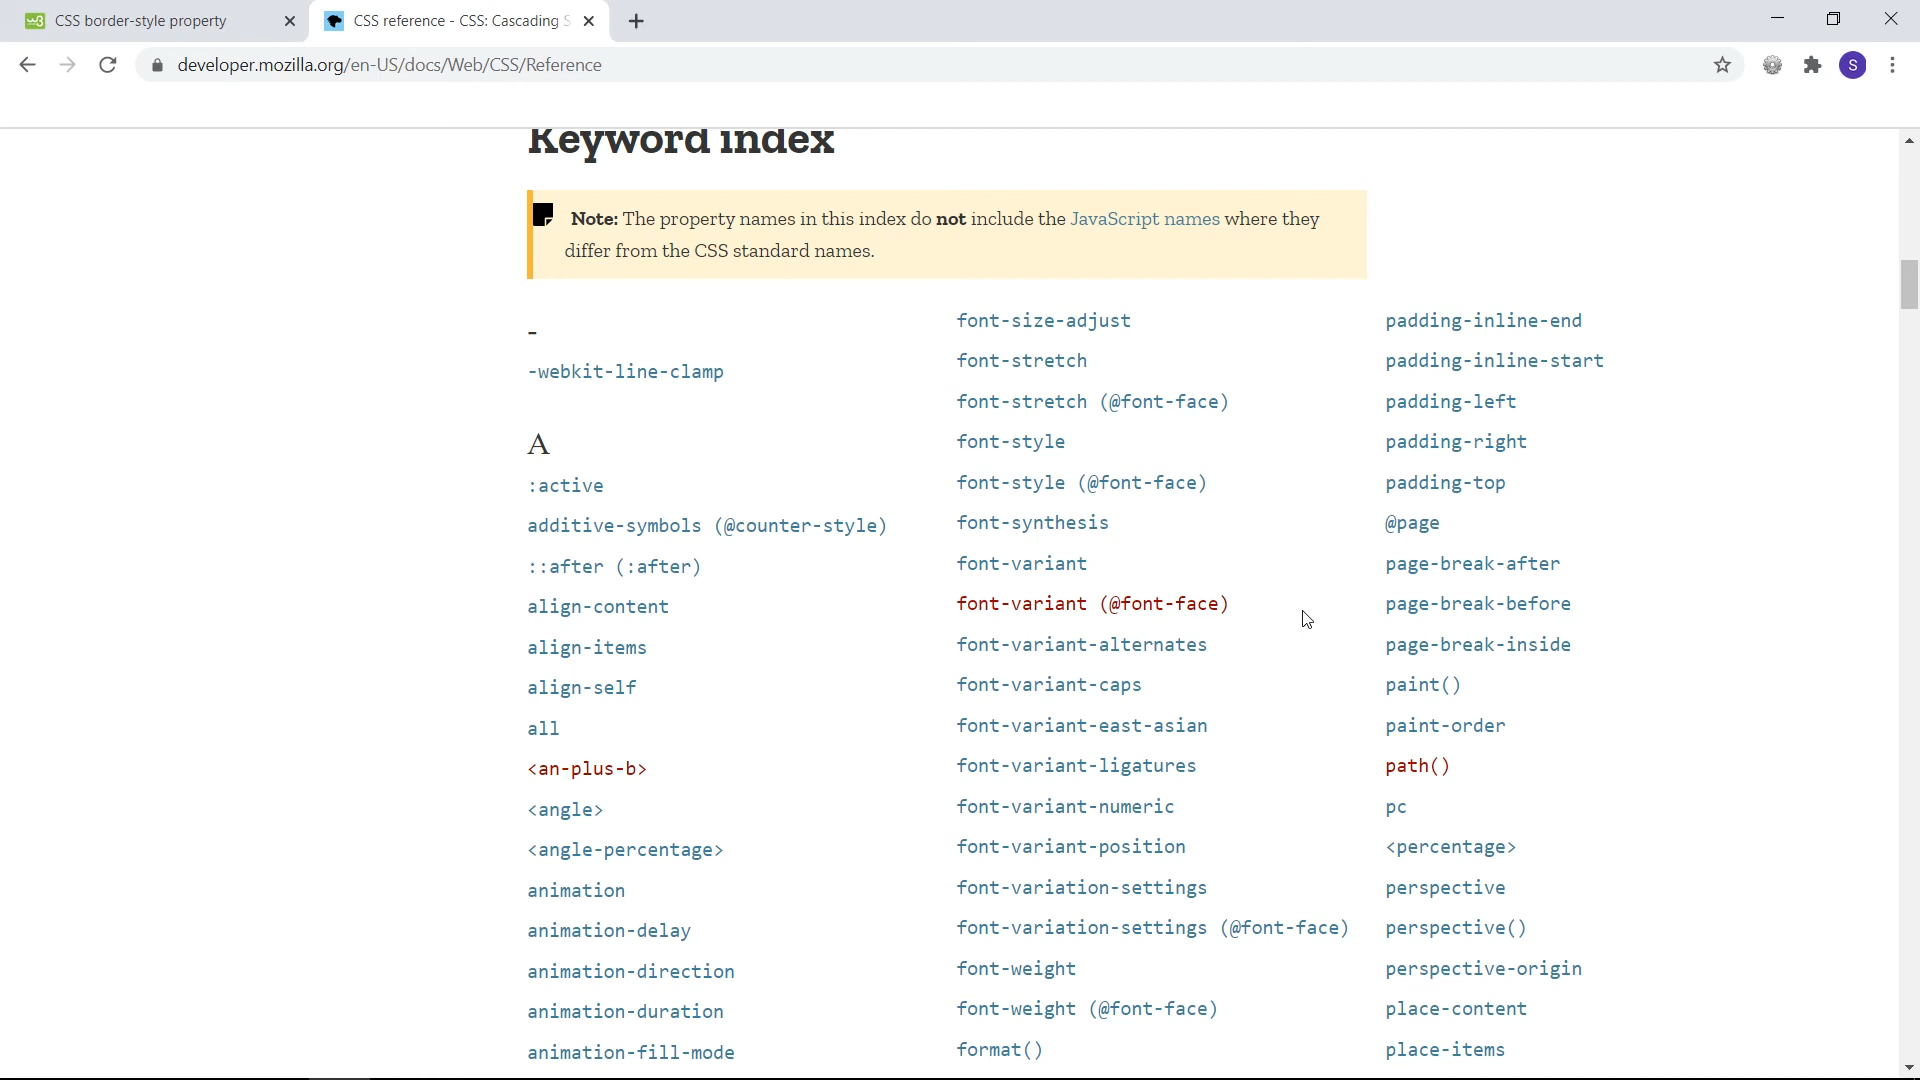 CSS border-style property
CSS reference - CSS: Cascading S
developer.mozilla.org/en-US/docs/Web/CSS/Reference
S
Keyword index
Note: The property names in this index do not include the JavaScript names where they
differ from the CSS standard names.
-
-webkit-line-clamp
A
:active
additive-symbols (@counter-style)
::after (:after)
align-content
align-items
align-self
all
<an-plus-b>
<angle>
<angle-percentage>
animation
animation-delay
animation-direction
animation-duration
animation-fill-mode
font-size-adjust
font-stretch
font-stretch (@font-face)
font-style
font-style (@font-face)
font-synthesis
font-variant
font-variant (@font-face)
font-variant-alternates
font-variant-caps
font-variant-east-asian
font-variant-ligatures
font-variant-numeric
font-variant-position
font-variation-settings
font-variation-settings (@font-face)
font-weight
font-weight (@font-face)
format()
padding-inline-end
padding-inline-start
padding-left
padding-right
padding-top
@page
page-break-after
page-break-before
page-break-inside
paint()
paint-order
path()
pc
<percentage>
perspective
perspective()
perspective-origin
place-content
place-items